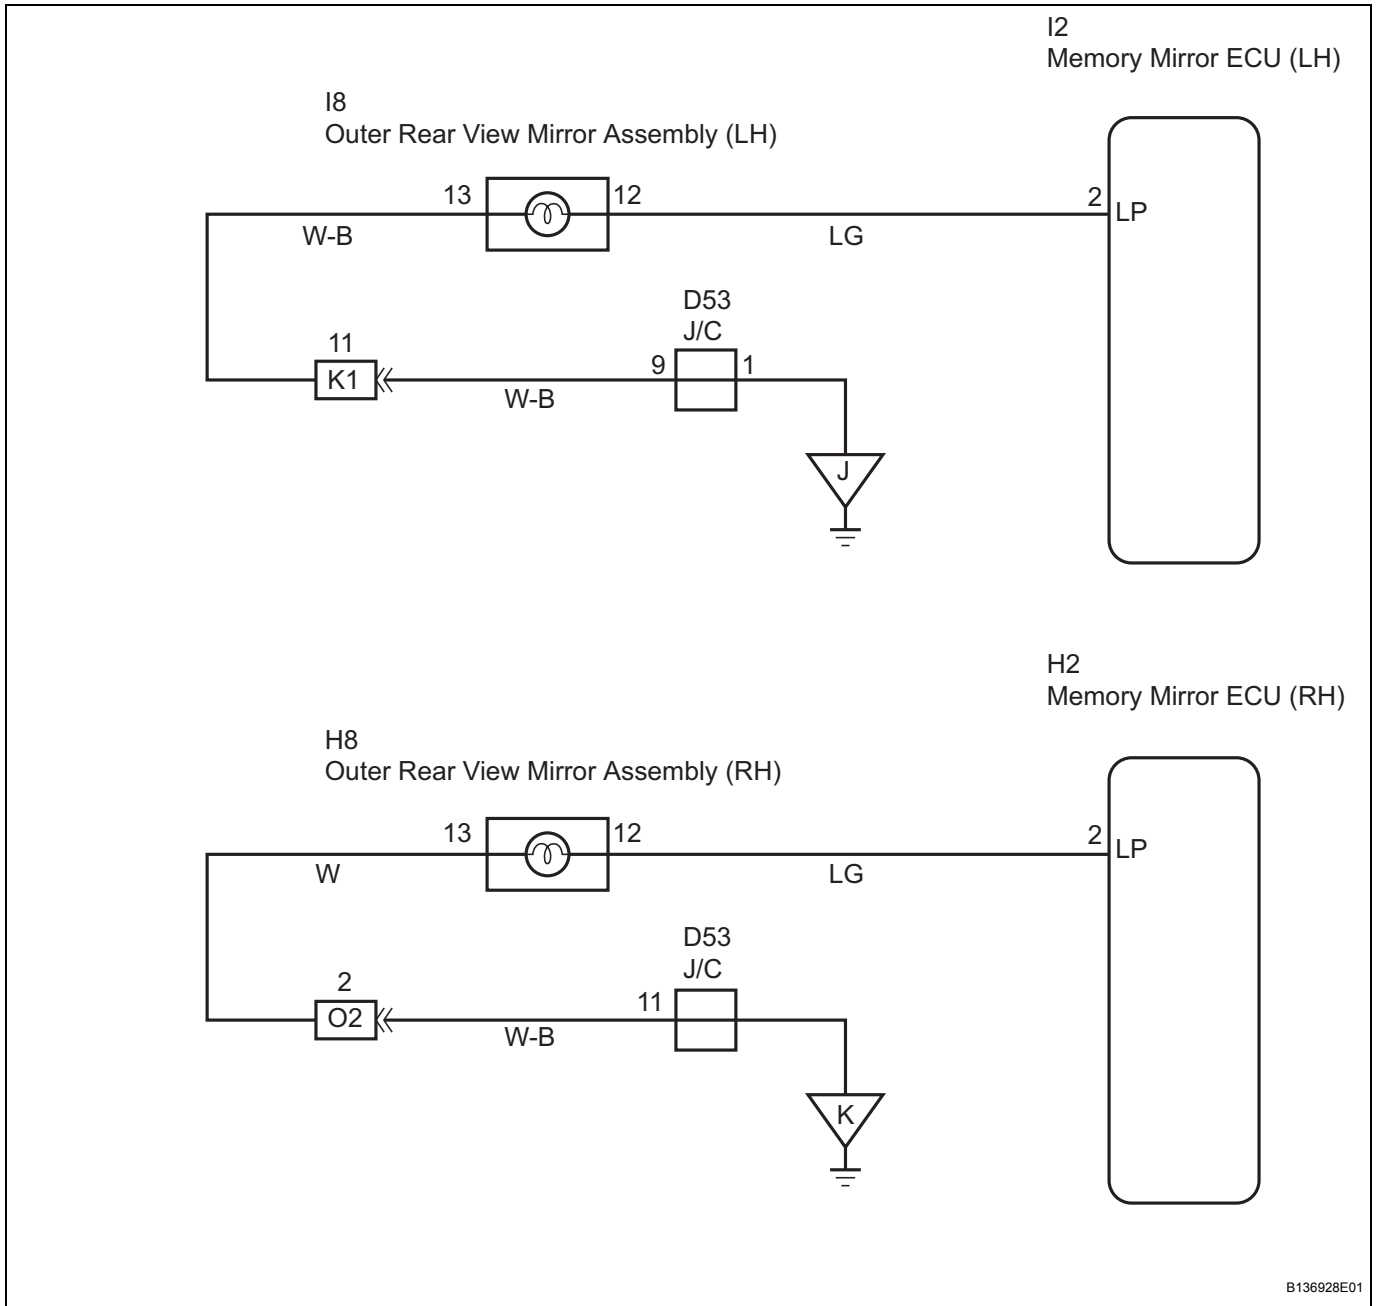 I2
Memory Mirror ECU (LH)
I8
Outer Rear View Mirror Assembly (LH)
13
12
2
LP
W-B
LG
D53
J/C
11
K1
9
1
W-B
J
H2
Memory Mirror ECU (RH)
H8
Outer Rear View Mirror Assembly (RH)
13
12
2
LP
W
LG
D53
J/C
2
O2
11
W-B
K
B136928E01